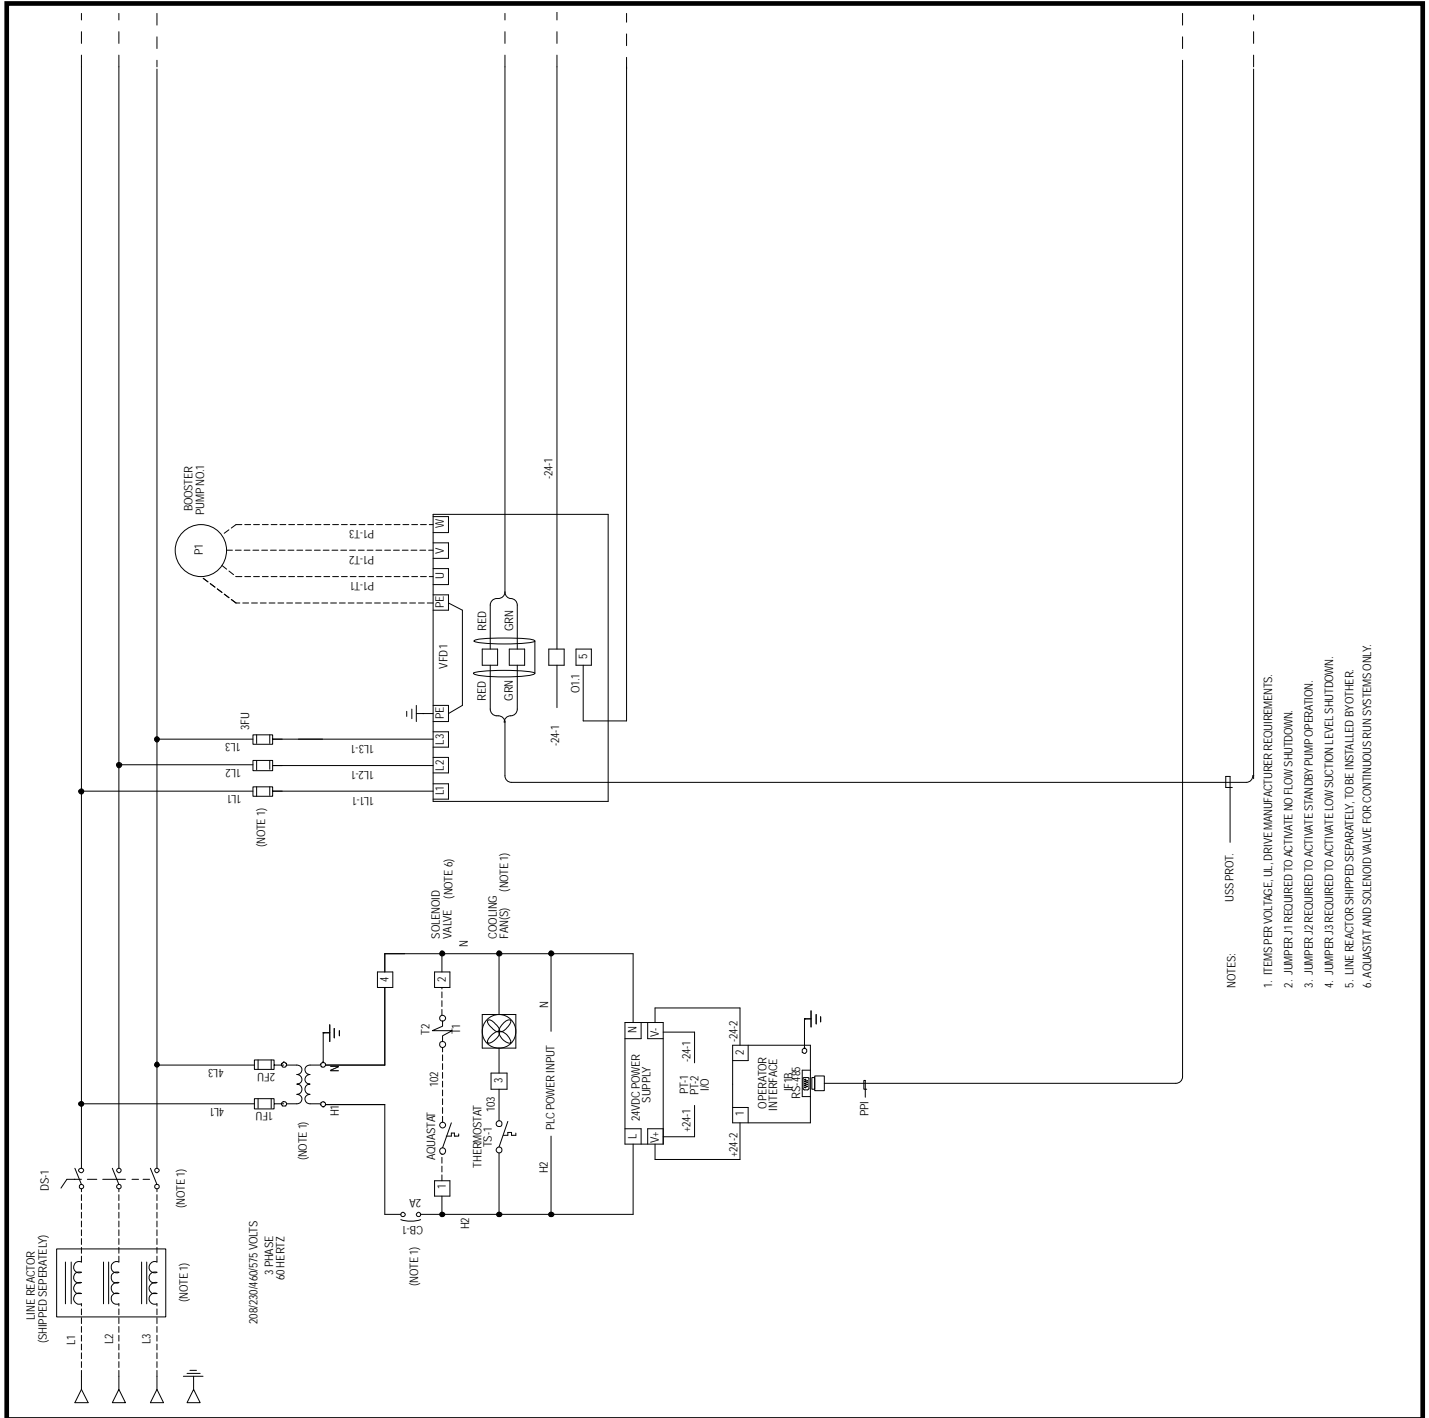 LINE REACTOR
(SHIPPED SEPERATELY)
L1
L2
L3
(NOTE 1)
208/230/460/575 VOLTS
3 PHASE
60 HERTZ
DS-1
(NOTE 1)
4L1
4L3
1FU
2FU
(NOTE 1)
H1
N
4
CB-1
2A
(NOTE 1)
H2
1
AQUASTAT
102
T2
T1
2
SOLENOID
VALVE (NOTE 6)
N
THERMOSTAT
TS-1
103
3
COOLING
FAN(S) (NOTE 1)
H2
PLC POWER INPUT
N
L
24VDC POWER
SUPPLY
N
V+
V-
+24-1
PT-1
PT-2
I/O
-24-1
+24-2
-24-2
1
2
OPERATOR
INTERFACE
IF1B
RS-485
PPI
1L1
1L2
1L3
3FU
(NOTE 1)
1L1-1
1L2-1
1L3-1
L1
L2
L3
PE
VFD1
PE
U
V
W
P1-T1
P1-T2
P1-T3
P1
BOOSTER
PUMP NO.1
RED
RED
GRN
GRN
-24-1
-24-1
O1.1
5
USS PROT.
NOTES:
1. ITEMS PER VOLTAGE, UL, DRIVE MANUFACTURER REQUIREMENTS.
2. JUMPER J1 REQUIRED TO ACTIVATE NO FLOW SHUTDOWN.
3. JUMPER J2 REQUIRED TO ACTIVATE STANDBY PUMP OPERATION.
4. JUMPER J3 REQUIRED TO ACTIVATE LOW SUCTION LEVEL SHUTDOWN.
5. LINE REACTOR SHIPPED SEPARATELY, TO BE INSTALLED BY OTHER.
6. AQUASTAT AND SOLENOID VALVE FOR CONTINUOUS RUN SYSTEMS ONLY.